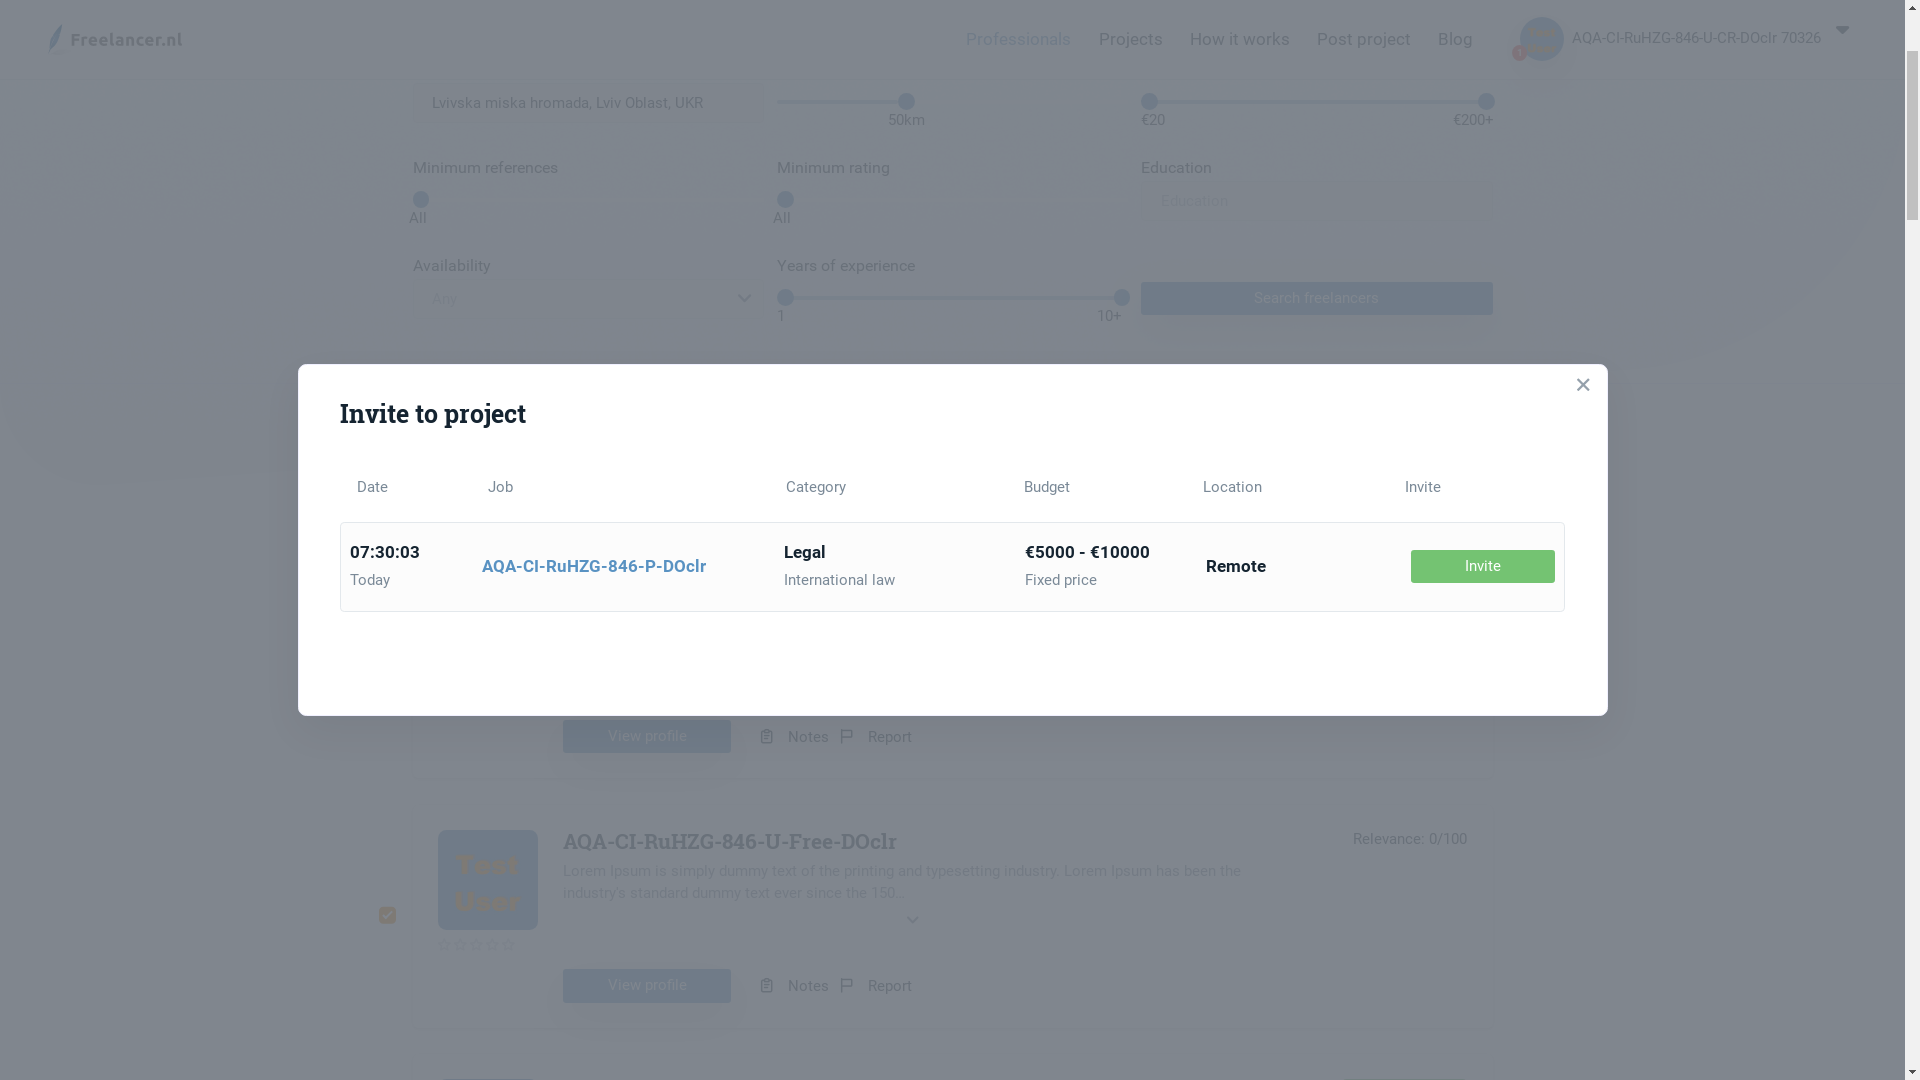 Freelancer.nl
Professionals
Projects
How it works
Post project
Blog
1
AQA-CI-RuHZG-846-U-CR-DOclr 70326
Lvivska miska hromada, Lviv Oblast, UKR
50km
€20
€200+
Minimum references
Minimum rating
Education
All
All
Education
Availability
Years of experience
Any
1
10+
Search freelancers
Invite to project
Date
Job
Category
Budget
Location
Invite
07:30:03
Today
AQA-CI-RuHZG-846-P-DOclr
Legal
International law
€5000 - €10000
Fixed price
Remote
Invite
View profile
Notes
Report
Test
User
AQA-CI-RuHZG-846-U-Free-DOclr
Relevance: 0/100
Lorem Ipsum is simply dummy text of the printing and typesetting industry. Lorem Ipsum has been the
industry's standard dummy text ever since the 150...
View profile
Notes
Report